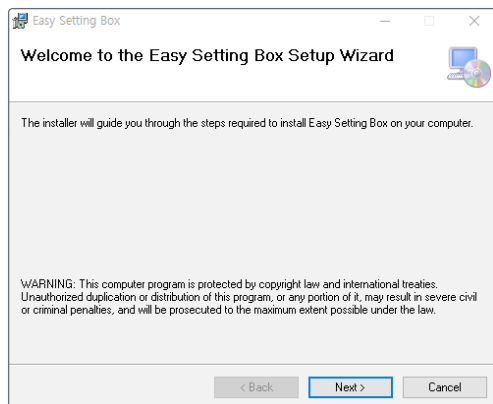 Easy Setting Box
Welcome to the Easy Setting Box Setup Wizard
The installer will guide you through the steps required to install Easy Setting Box on your computer.
WARNING: This computer program is protected by copyright law and international treaties.
Unauthorized duplication or distribution of this program, or any portion of it, may result in severe civil
or criminal penalties, and will be prosecuted to the maximum extent possible under the law.
< Back
Next >
Cancel